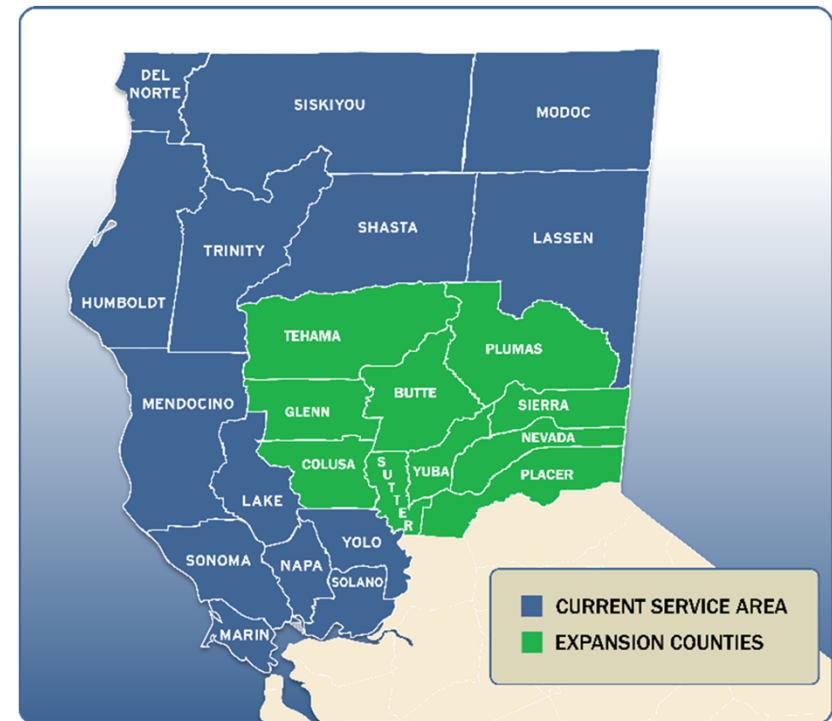 DEL
NORTE
SISKIYOU
MODOC
SHASTA
LASSEN
TRINITY
HUMBOLDT
TEHAMA
PLUMAS
MENDOCINO
GLENN
BUTTE
SIERRA
NEVADA
COLUSA
SUTTER
YUBA
PLACER
LAKE
YOLO
SONOMA
NAPA
SOLANO
MARIN
CURRENT SERVICE AREA
EXPANSION COUNTIES